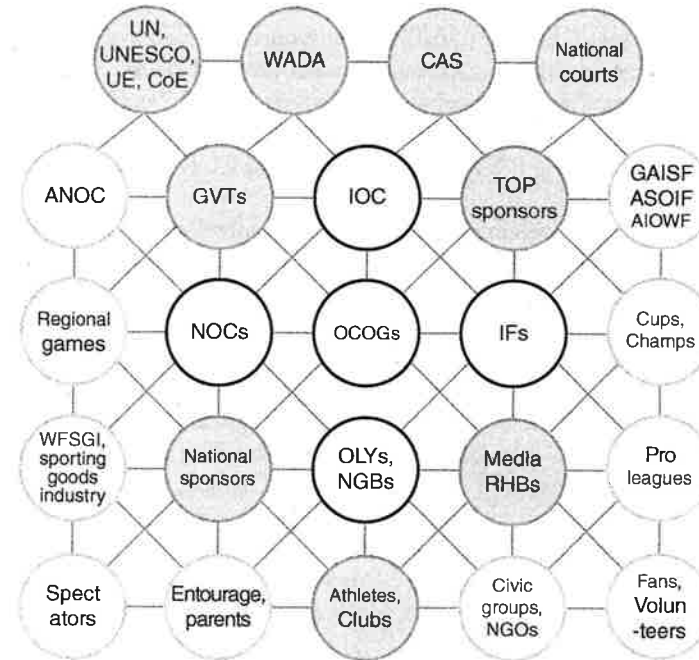 UN,
UNESCO,
UE, CoE
WADA
CAS
National
courts
ANOC
GVTs
IOC
TOP
sponsors
GAISF
ASOIF
AIOWF
Regional
games
NOCs
OCOGs
IFs
Cups,
Champs
WFSGI,
sporting
goods
industry
National
sponsors
OLYs,
NGBs
Media
RHBs
Pro
leagues
Spect
ators
Entourage,
parents
Athletes,
Clubs
Civic
groups,
NGOs
Fans,
Volun
-teers